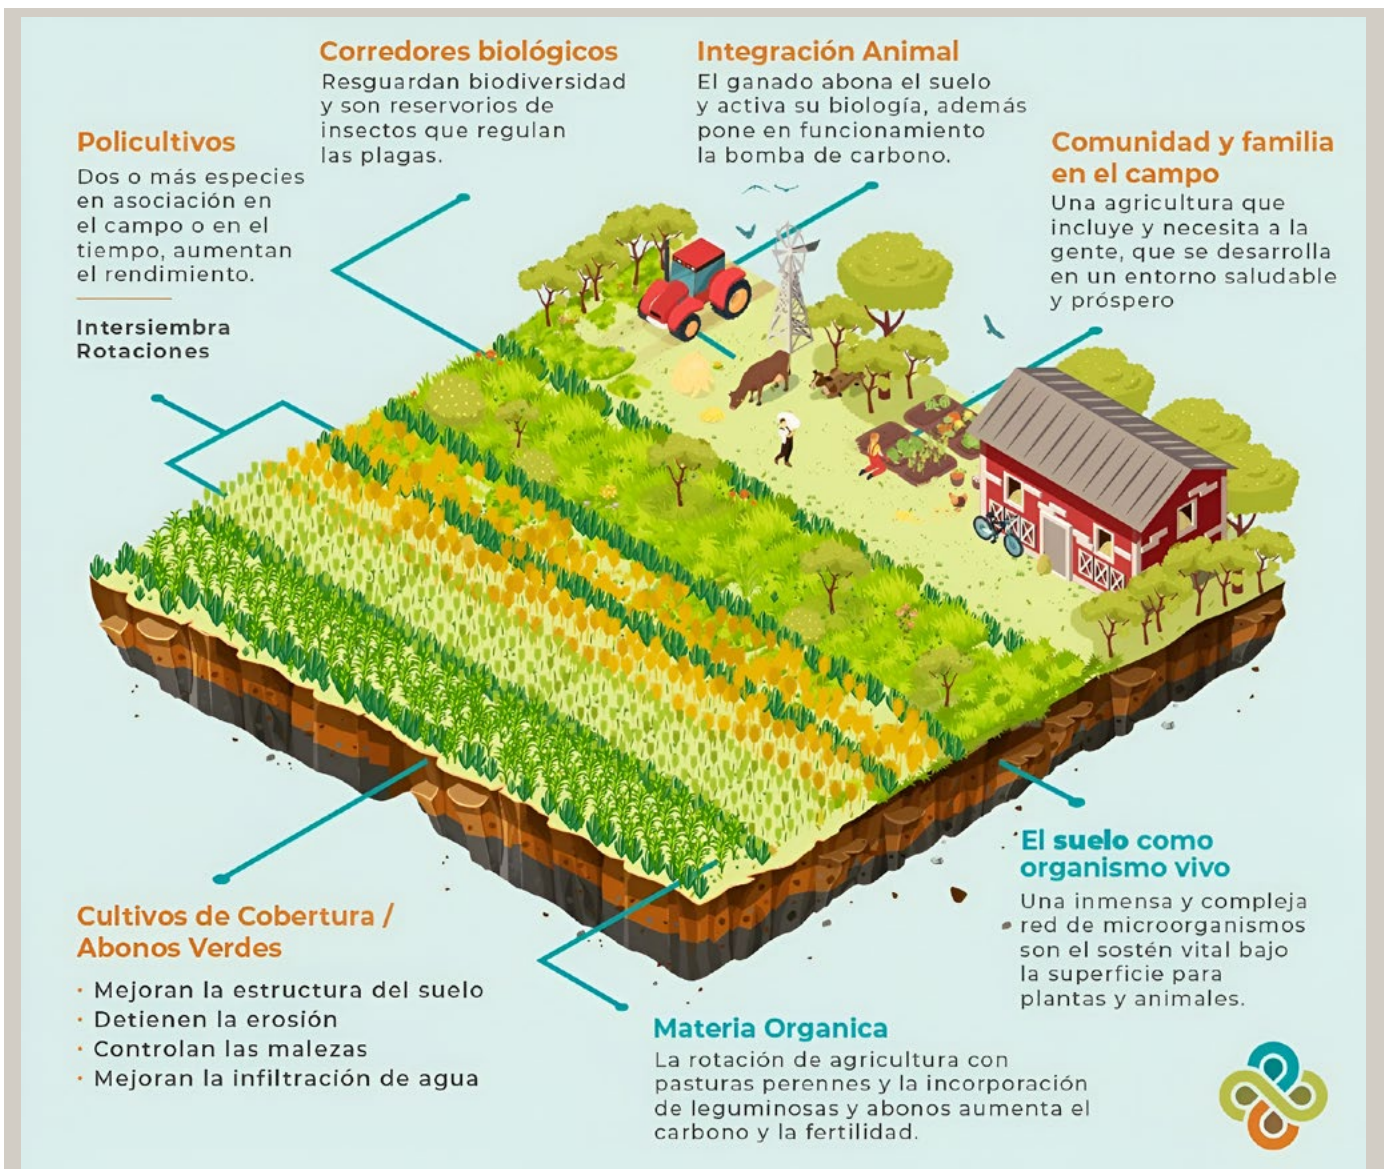 Corredores biológicos
Resguardan biodiversidad
y son reservorios de
insectos que regulan
las plagas.
Integración Animal
El ganado abona el suelo
y activa su biología, además
pone en funcionamiento
la bomba de carbono.
Policultivos
Dos o más especies
en asociación en
el campo o en el
tiempo, aumentan
el rendimiento.
Intersiembra
Rotaciones
Comunidad y familia
en el campo
Una agricultura que
incluye y necesita a la
gente, que se desarrolla
en un entorno saludable
y próspero
Cultivos de Cobertura /
Abonos Verdes
· Mejoran la estructura del suelo
· Detienen la erosión
· Controlan las malezas
· Mejoran la infiltración de agua
El suelo como
organismo vivo
Una inmensa y compleja
red de microorganismos
son el sostén vital bajo
la superficie para
plantas y animales.
Materia Organica
La rotación de agricultura con
pasturas perennes y la incorporación
de leguminosas y abonos aumenta el
carbono y la fertilidad.